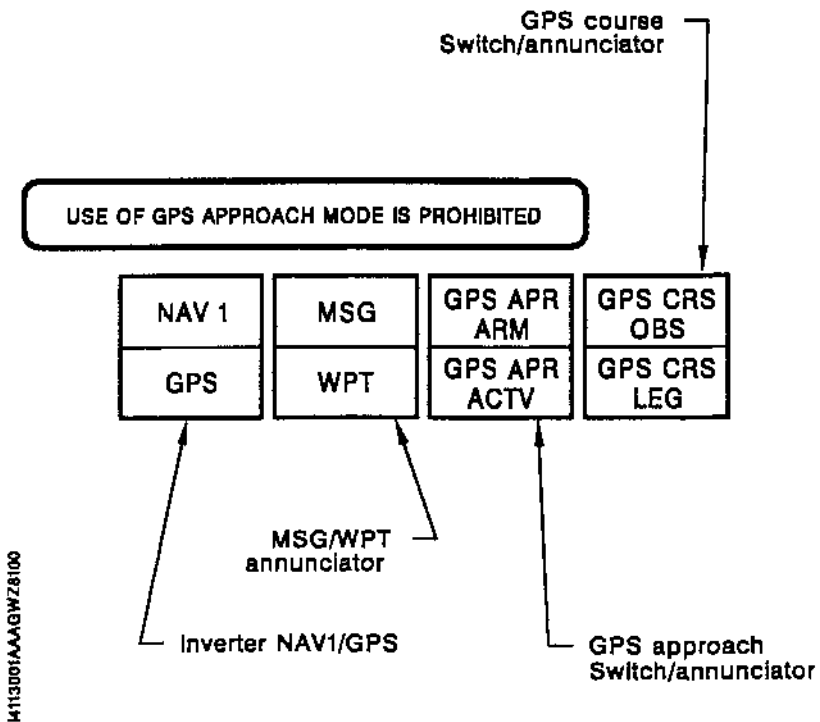 GPS course
Switch/annunciator
USE OF GPS APPROACH MODE IS PROHIBITED
NAV 1
MSG
GPS APR
ARM
GPS CRS
OBS
GPS
WPT
GPS APR
ACTV
GPS CRS
LEG
MSG/WPT
annunciator
Inverter NAV1/GPS
GPS approach
Switch/annunciator
I4113001AAAGWZ8100